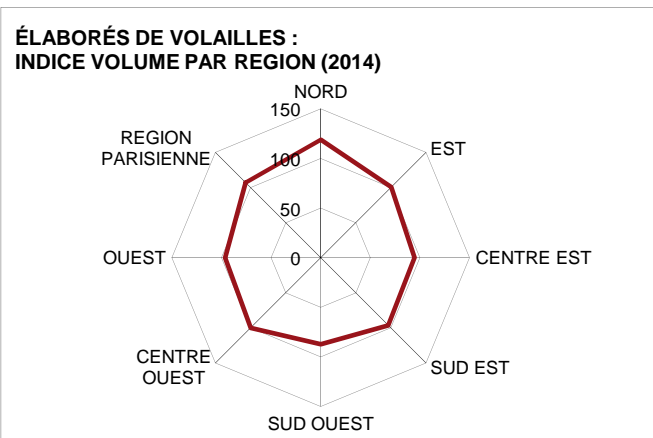 ÉLABORÉS DE VOLAILLES :
INDICE VOLUME PAR REGION (2014)
NORD
150
REGION
PARISIENNE
EST
100
50
OUEST
0
CENTRE EST
CENTRE
OUEST
SUD EST
SUD OUEST